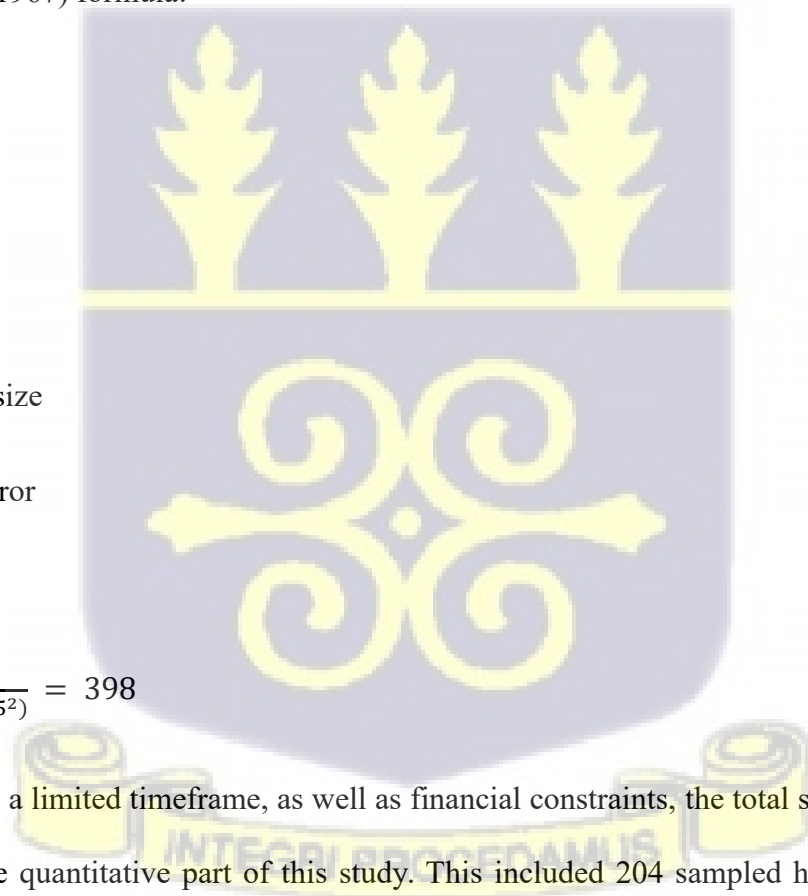 1967) formula.
size
ror
5²) = 398
a limited timeframe, as well as financial constraints, the total s
e quantitative part of this study. This included 204 sampled h
INTEGRI PROCEDAMUS